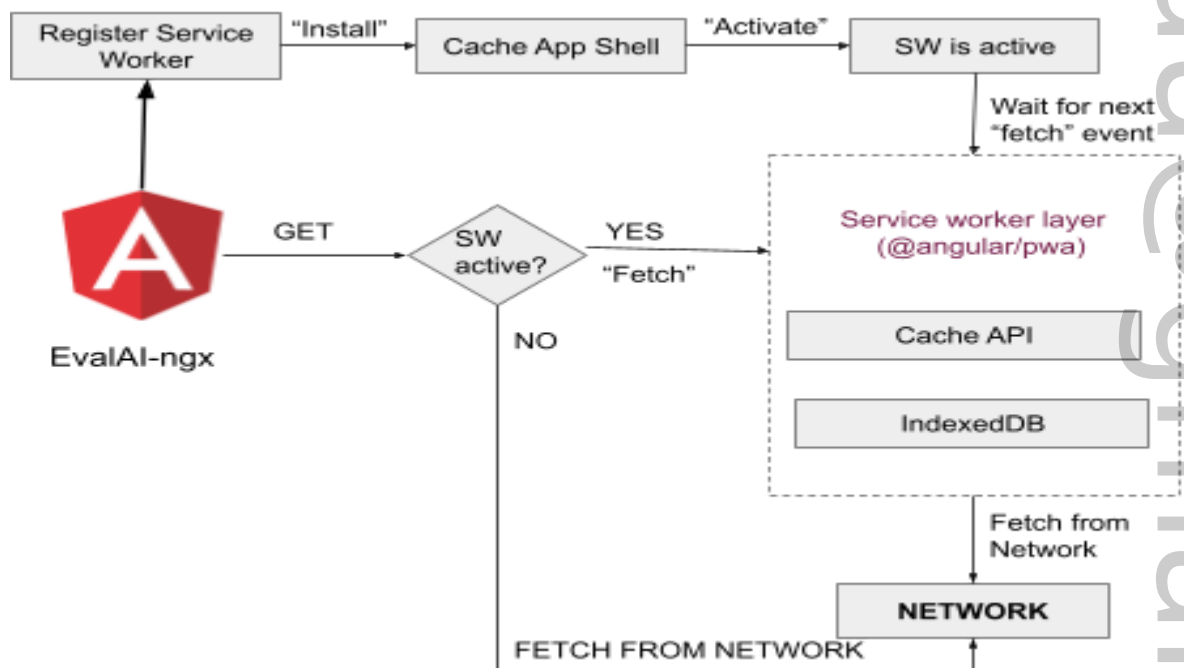 Register Service
Worker
“Install”
Cache App Shell
“Activate”
SW is active
Wait for next
“fetch” event
GET
SW
active?
YES
“Fetch”
Service worker layer
(@angular/pwa)
Cache API
IndexedDB
A
EvalAI-ngx
NO
Fetch from
Network
NETWORK
FETCH FROM NETWORK